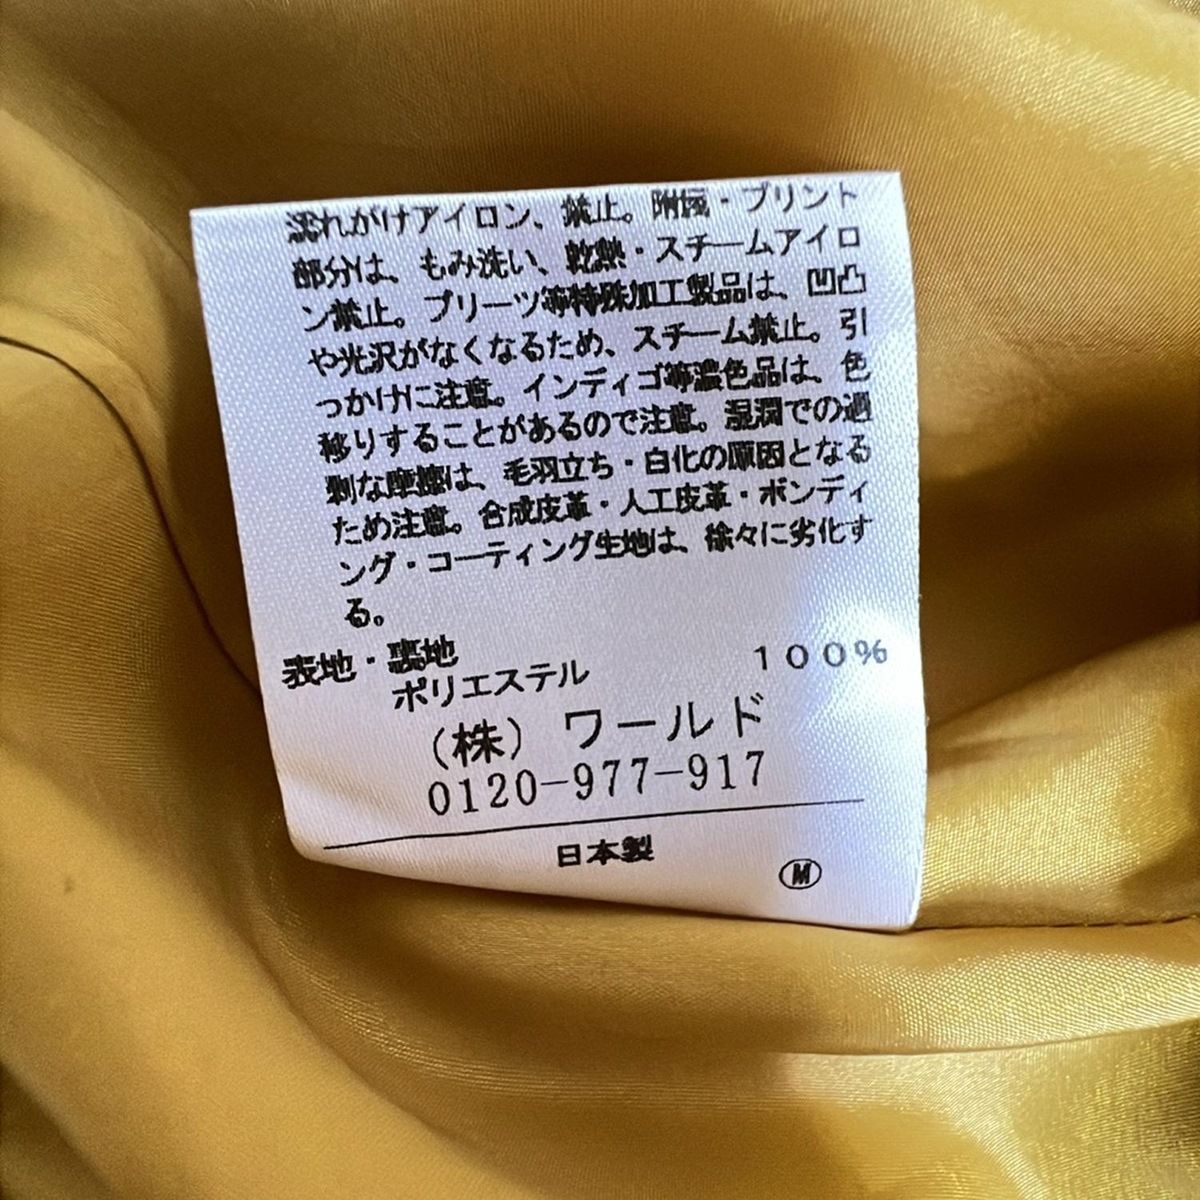 濡れがけアイロン、禁止。附属・プリント
部分は、もみ洗い、乾熱・スチームアイロ
ン禁止。プリーツ等特殊加工製品は、凹凸
や光沢がなくなるため、スチーム禁止。引
っかけに注意。インディゴ等濃色品は、色
移りすることがあるので注意。湿潤での過
剰な摩擦は、毛羽立ち・白化の原因となる
ため注意。合成皮革・人工皮革・ボンディ
ング・コーティング生地は、徐々に劣化す
る。
表地・裏地
ポリエステル 100%
(株) ワールド
0120-977-917
日本製
M